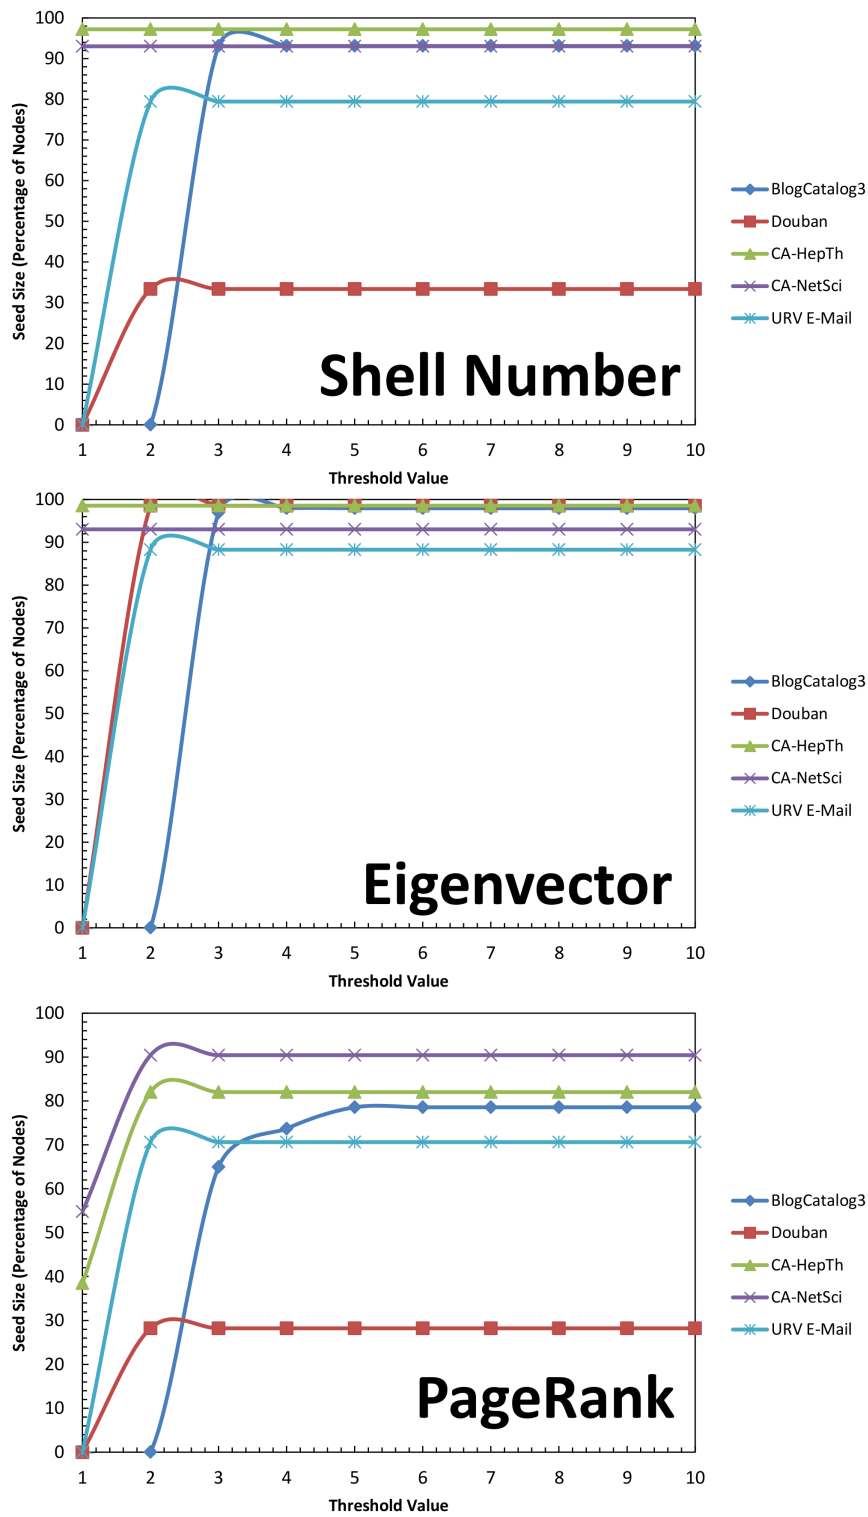 100
90
80
70
60
50
40
30
20
10
0
Seed Size (Percentage of Nodes)
1 2 3 4 5 6 7 8 9 10
Threshold Value
Shell Number
BlogCatalog3
Douban
CA-HepTh
CA-NetSci
URV E-Mail
100
90
80
70
60
50
40
30
20
10
0
Seed Size (Percentage of Nodes)
1 2 3 4 5 6 7 8 9 10
Threshold Value
Eigenvector
BlogCatalog3
Douban
CA-HepTh
CA-NetSci
URV E-Mail
100
90
80
70
60
50
40
30
20
10
0
Seed Size (Percentage of Nodes)
1 2 3 4 5 6 7 8 9 10
Threshold Value
PageRank
BlogCatalog3
Douban
CA-HepTh
CA-NetSci
URV E-Mail